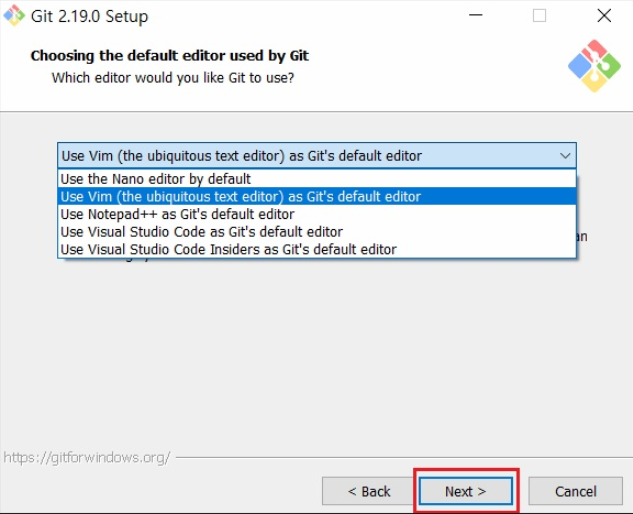 Git 2.19.0 Setup
Choosing the default editor used by Git
Which editor would you like Git to use?
Use Vim (the ubiquitous text editor) as Git's default editor
Use the Nano editor by default
Use Vim (the ubiquitous text editor) as Git's default editor
Use Notepad++ as Git's default editor
Use Visual Studio Code as Git's default editor
Use Visual Studio Code Insiders as Git's default editor
https://gitforwindows.org/
< Back Next > Cancel